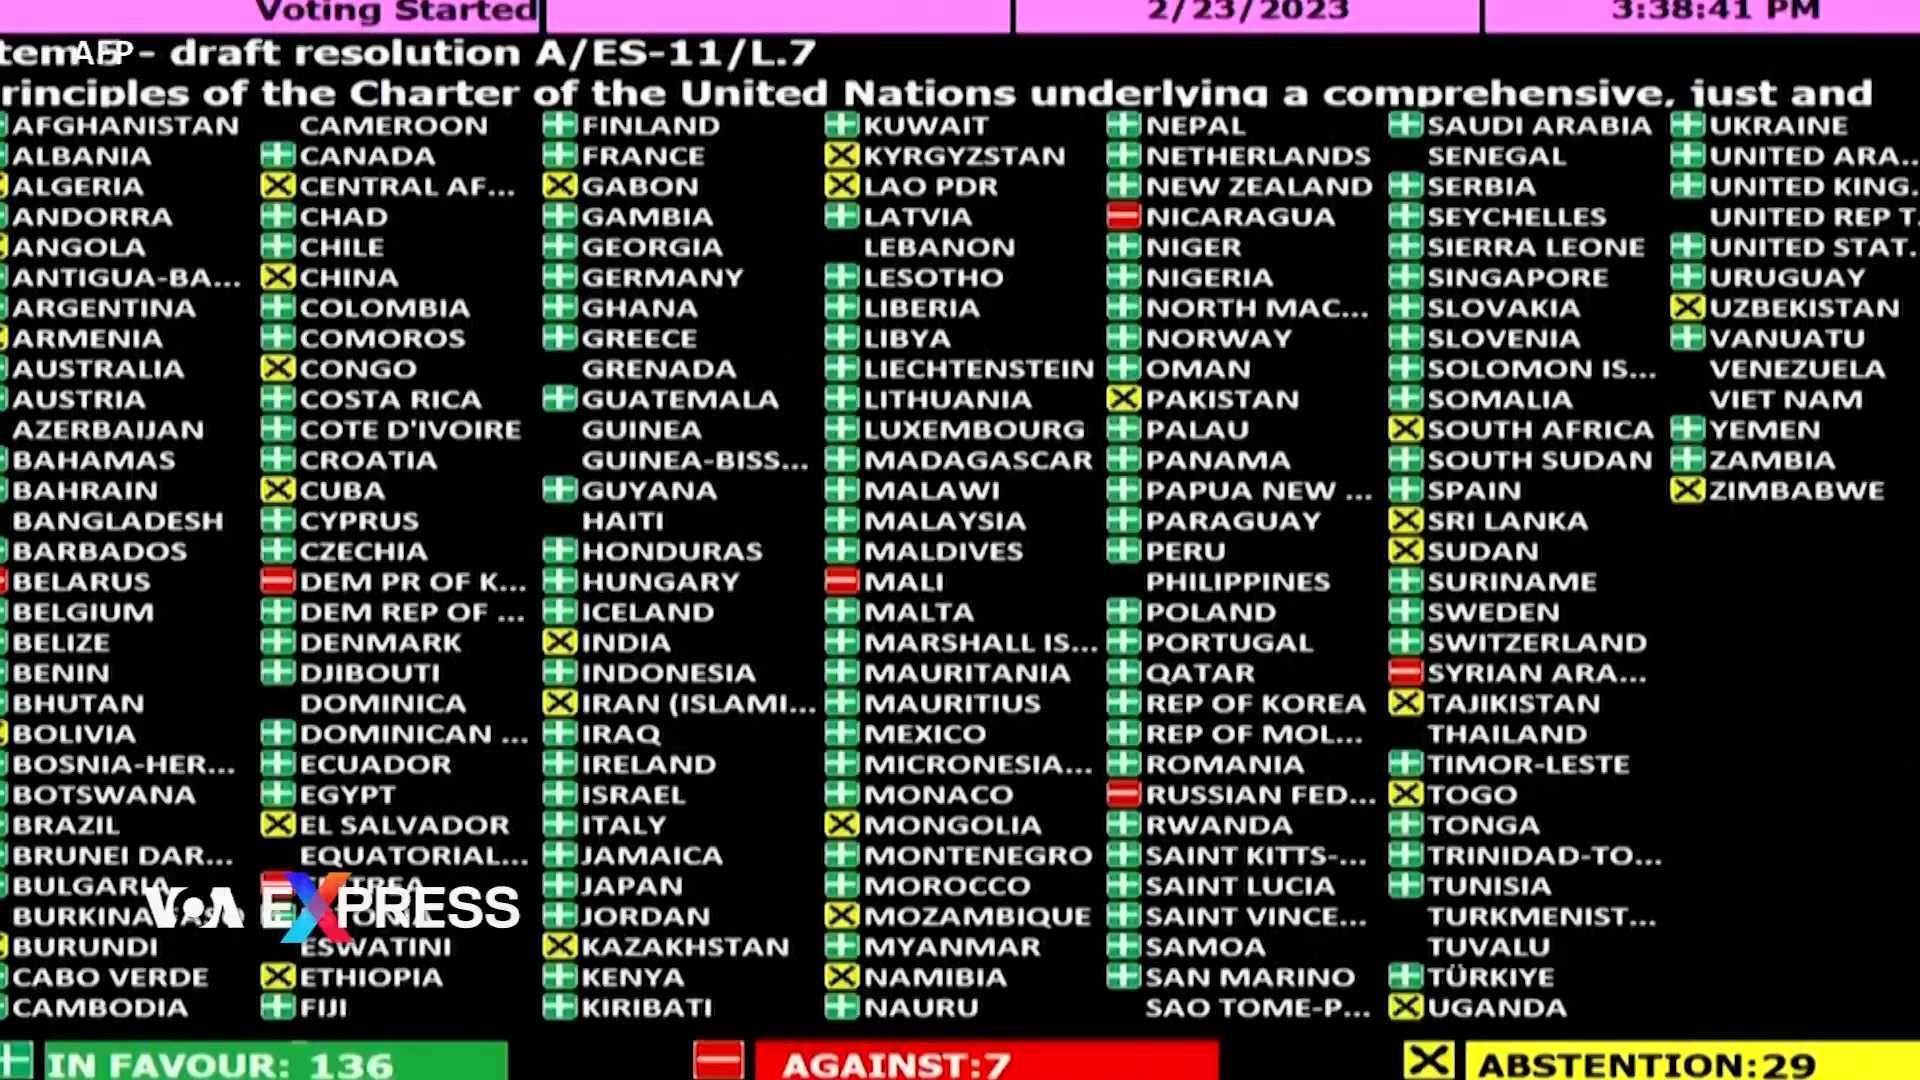 Voting Started 2/23/2023 3:38:41 PM
AFP
tem 5 - draft resolution A/ES-11/L.7
rinciples of the Charter of the United Nations underlying a comprehensive, just and
AFGHANISTAN
ALBANIA
ALGERIA
ANDORRA
ANGOLA
ANTIGUA-BA...
ARGENTINA
ARMENIA
AUSTRALIA
AUSTRIA
AZERBAIJAN
BAHAMAS
BAHRAIN
BANGLADESH
BARBADOS
BELARUS
BELGIUM
BELIZE
BENIN
BHUTAN
BOLIVIA
BOSNIA-HER...
BOTSWANA
BRAZIL
BRUNEI DAR...
BULGARIA
BURKINA FASO
BURUNDI
CABO VERDE
CAMBODIA
CAMEROON
CANADA
CENTRAL AF...
CHAD
CHILE
CHINA
COLOMBIA
COMOROS
CONGO
COSTA RICA
COTE D'IVOIRE
CROATIA
CUBA
CYPRUS
CZECHIA
DEM PR OF K...
DEM REP OF ...
DENMARK
DJIBOUTI
DOMINICA
DOMINICAN ...
ECUADOR
EGYPT
EL SALVADOR
EQUATORIAL...
ERITREA
ESTONIA
ESWATINI
ETHIOPIA
FIJI
FINLAND
FRANCE
GABON
GAMBIA
GEORGIA
GERMANY
GHANA
GREECE
GRENADA
GUATEMALA
GUINEA
GUINEA-BISS...
GUYANA
HAITI
HONDURAS
HUNGARY
ICELAND
INDIA
INDONESIA
IRAN (ISLAMI...
IRAQ
IRELAND
ISRAEL
ITALY
JAMAICA
JAPAN
JORDAN
KAZAKHSTAN
KENYA
KIRIBATI
KUWAIT
KYRGYZSTAN
LAO PDR
LATVIA
LEBANON
LESOTHO
LIBERIA
LIBYA
LIECHTENSTEIN
LITHUANIA
LUXEMBOURG
MADAGASCAR
MALAWI
MALAYSIA
MALDIVES
MALI
MALTA
MARSHALL IS...
MAURITANIA
MAURITIUS
MEXICO
MICRONESIA...
MONACO
MONGOLIA
MONTENEGRO
MOROCCO
MOZAMBIQUE
MYANMAR
NAMIBIA
NAURU
NEPAL
NETHERLANDS
NEW ZEALAND
NICARAGUA
NIGER
NIGERIA
NORTH MAC...
NORWAY
OMAN
PAKISTAN
PALAU
PANAMA
PAPUA NEW ...
PARAGUAY
PERU
PHILIPPINES
POLAND
PORTUGAL
QATAR
REP OF KOREA
REP OF MOL...
ROMANIA
RUSSIAN FED...
RWANDA
SAINT KITTS-...
SAINT LUCIA
SAINT VINCE...
SAMOA
SAN MARINO
SAO TOME-P...
SAUDI ARABIA
SENEGAL
SERBIA
SEYCHELLES
SIERRA LEONE
SINGAPORE
SLOVAKIA
SLOVENIA
SOLOMON IS...
SOMALIA
SOUTH AFRICA
SOUTH SUDAN
SPAIN
SRI LANKA
SUDAN
SURINAME
SWEDEN
SWITZERLAND
SYRIAN ARA...
TAJIKISTAN
THAILAND
TIMOR-LESTE
TOGO
TONGA
TRINIDAD-TO...
TUNISIA
TURKMENIST...
TUVALU
TÜRKIYE
UGANDA
UKRAINE
UNITED ARA..
UNITED KING.
UNITED REP T.
UNITED STAT.
URUGUAY
UZBEKISTAN
VANUATU
VENEZUELA
VIET NAM
YEMEN
ZAMBIA
ZIMBABWE
VOA EXPRESS
IN FAVOUR: 136 AGAINST:7 ABSTENTION:29